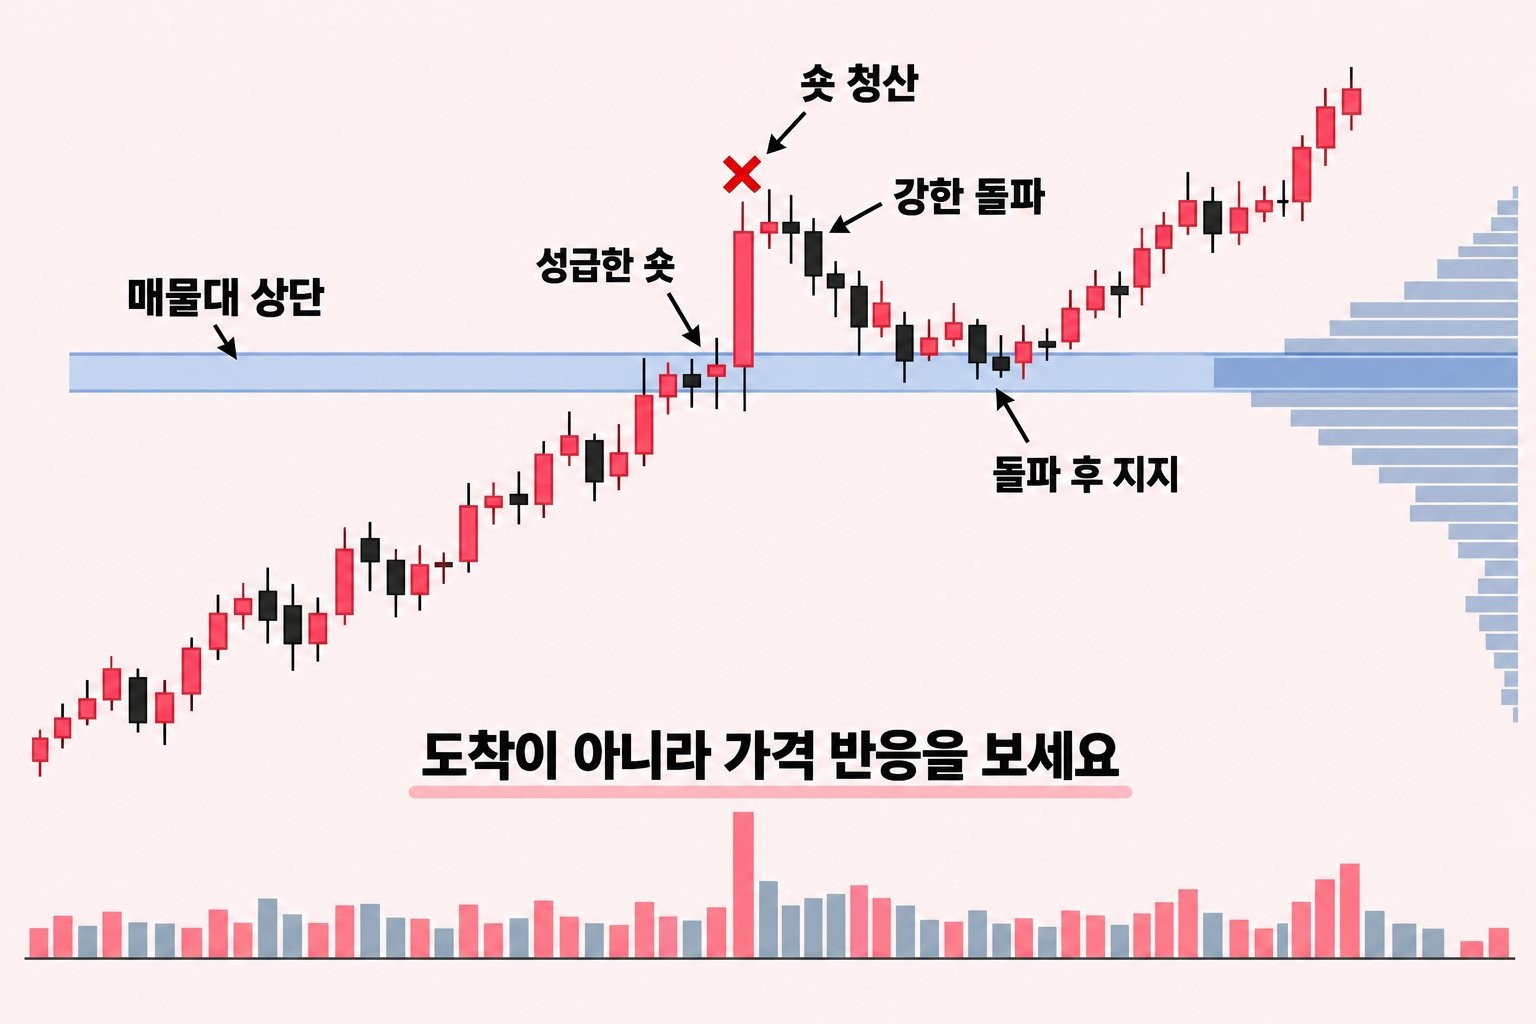 숏 청산
강한 돌파
성급한 숏
매물대 상단
돌파 후 지지
도착이 아니라 가격 반응을 보세요